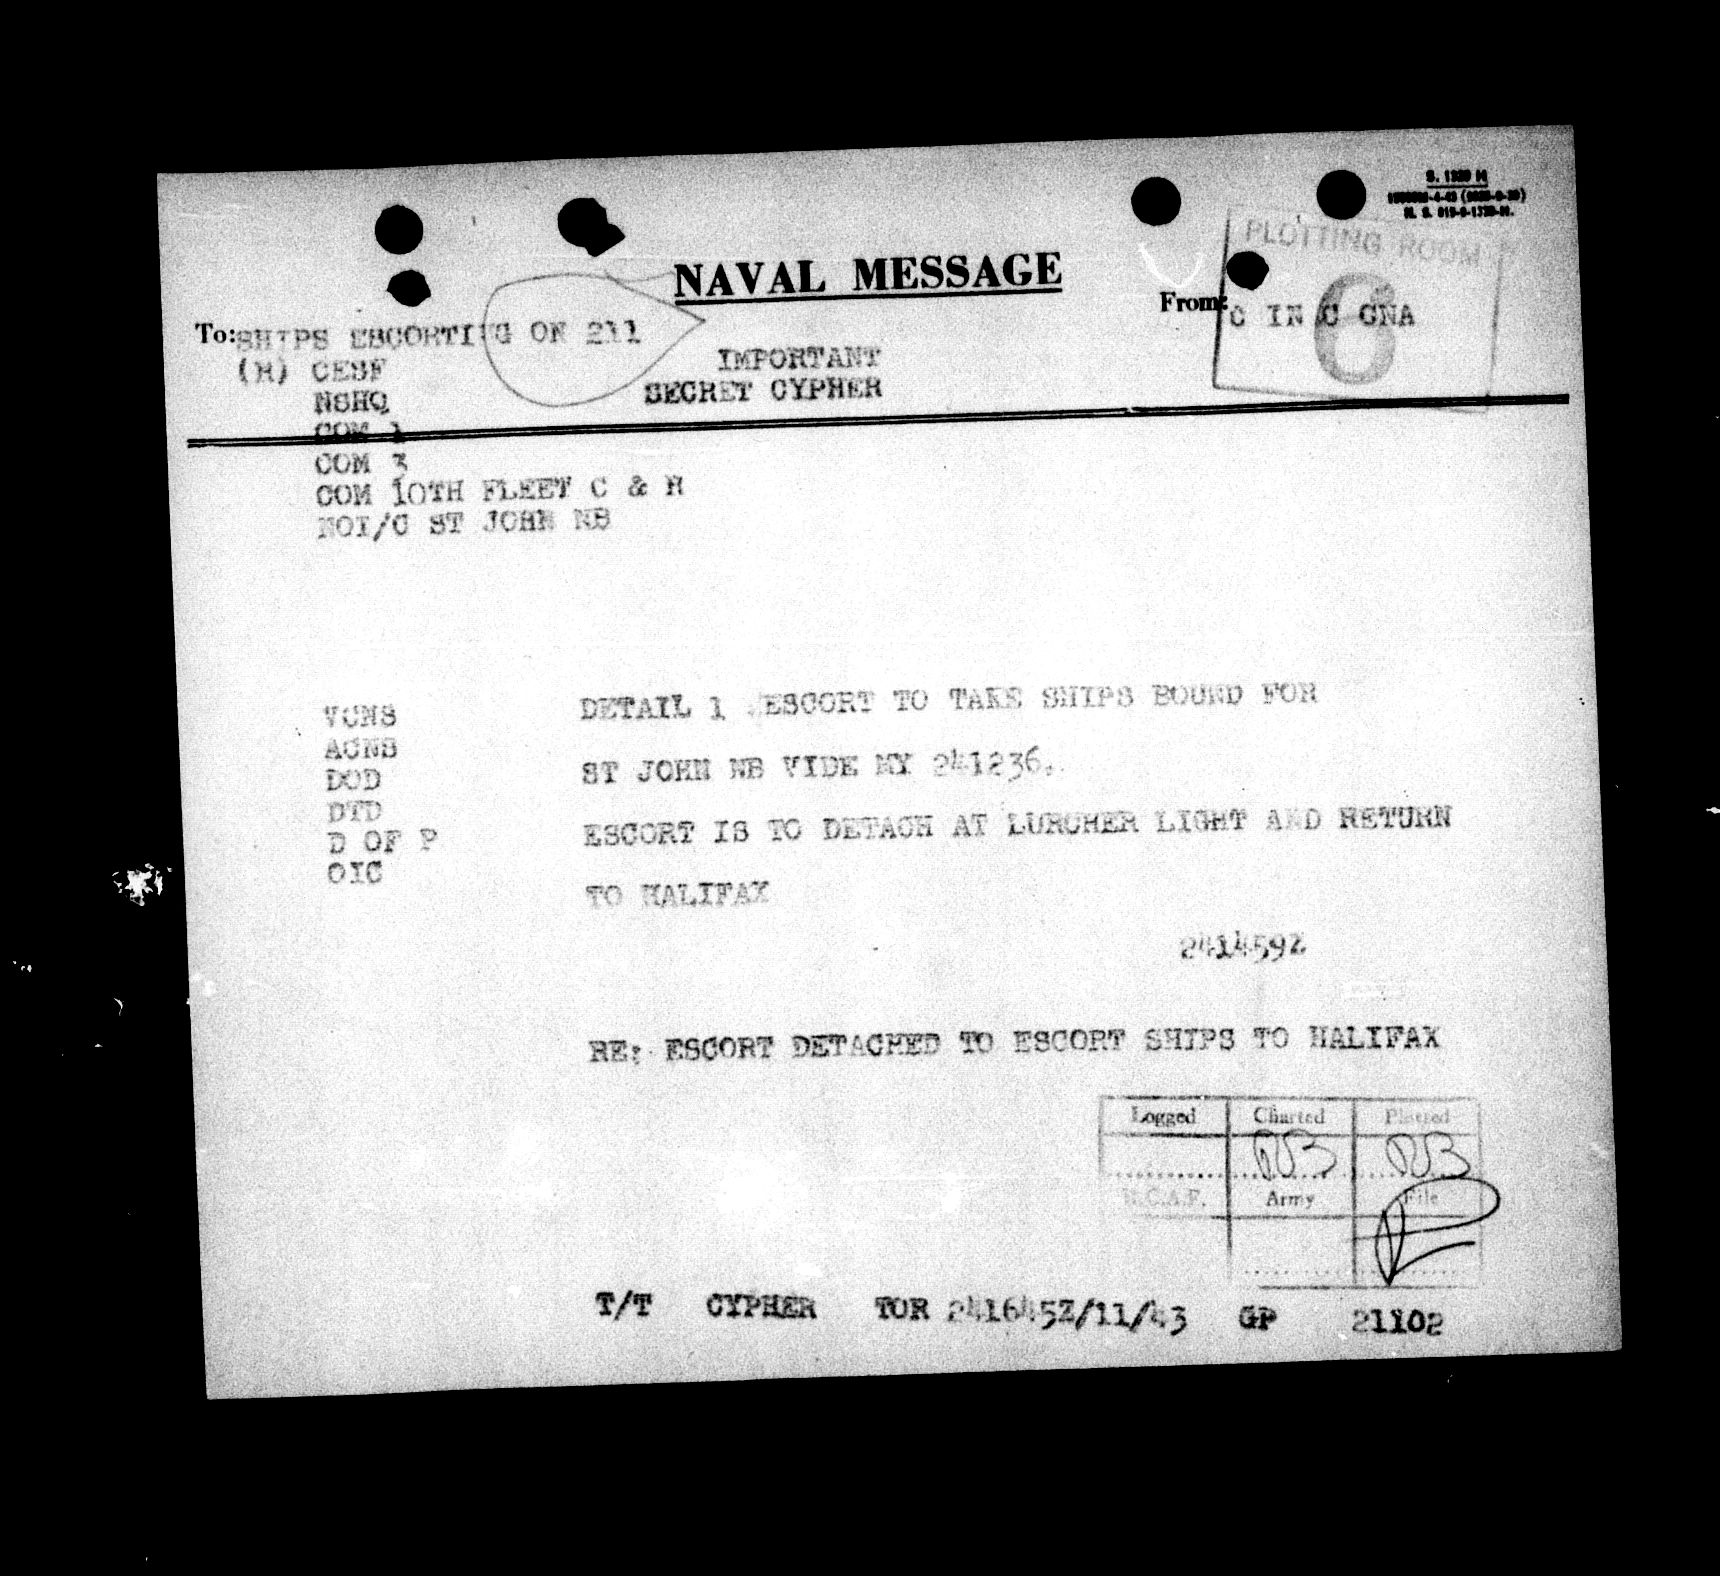 S. 1320 M
PLOTTING ROOM
6
NAVAL MESSAGE
To: SHIPS ESCORTING ON 211
From: C IN C CNA
(R) CESF
IMPORTANT
NSHQ
SECRET CYPHER
COM 1
COM 3
COM 10TH FLEET C & R
NOI/C ST JOHN NB
VCNS
ACNS
DOD
DTD
D OF P
OIC
DETAIL 1 ESCORT TO TAKE SHIPS BOUND FOR
ST JOHN NB VIDE MY 241236.
ESCORT IS TO DETACH AT LURCHER LIGHT AND RETURN
TO HALIFAX
241459Z
RE: ESCORT DETACHED TO ESCORT SHIPS TO HALIFAX
Logged Charted Plotted
R.C.A.F. Army File
T/T CYPHER TOR 241645Z/11/43 GP 21102